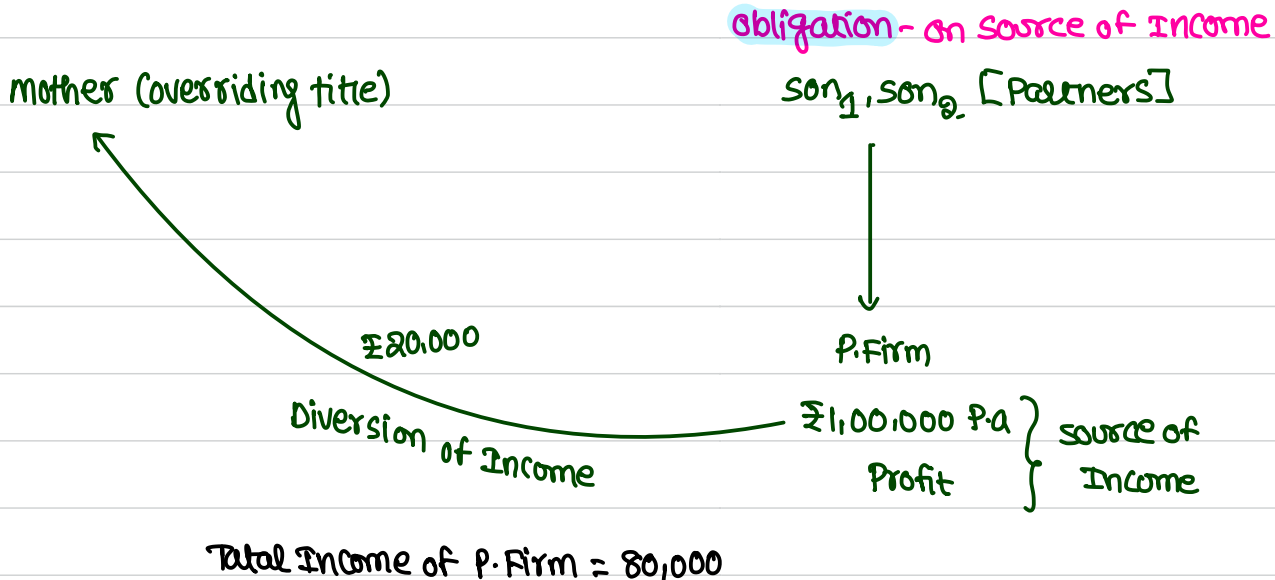 obligation - on source of Income
mother (overriding title)
son1, son2 [Partners]
₹20,000
P.Firm
Diversion of Income
₹1,00,000 P.a
Profit
source of
Income
Total Income of P.Firm = 80,000